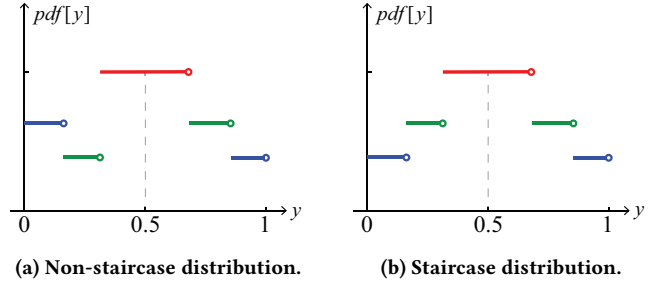 pdf[y]
0
0.5
1
y
(a) Non-staircase distribution.
pdf[y]
0
0.5
1
y
(b) Staircase distribution.